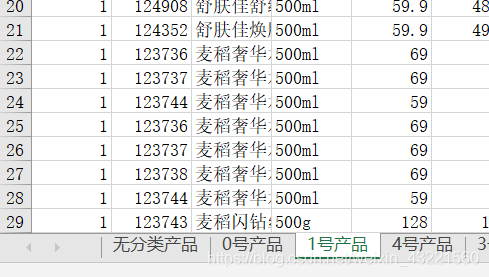 20 1 124908 舒肤佳舒 500ml 59.9 48
21 1 124352 舒肤佳焕 500ml 59.9 49
22 1 123736 麦稻奢华 500ml 69
23 1 123737 麦稻奢华 500ml 69
24 1 123744 麦稻奢华 500ml 59
25 1 123736 麦稻奢华 500ml 69
26 1 123737 麦稻奢华 500ml 69
27 1 123738 麦稻奢华 500ml 69
28 1 123744 麦稻奢华 500ml 59
29 1 123743 麦稻闪钻 500g 128 1
无分类产品 0号产品 1号产品 4号产品 3
https://blog.csdn.net/weixin_43221560